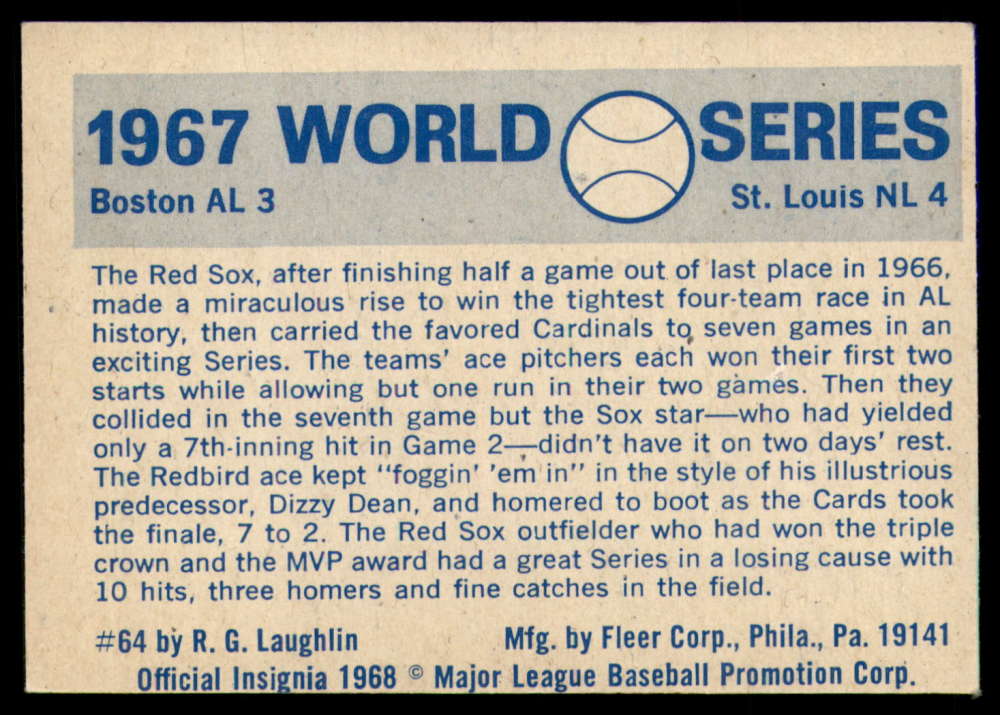 1967 WORLD SERIES
Boston AL 3 St. Louis NL 4
The Red Sox, after finishing half a game out of last place in 1966,
made a miraculous rise to win the tightest four-team race in AL
history, then carried the favored Cardinals to seven games in an
exciting Series. The teams' ace pitchers each won their first two
starts while allowing but one run in their two games. Then they
collided in the seventh game but the Sox star—who had yielded
only a 7th-inning hit in Game 2—didn't have it on two days' rest.
The Redbird ace kept "foggin' 'em in" in the style of his illustrious
predecessor, Dizzy Dean, and homered to boot as the Cards took
the finale, 7 to 2. The Red Sox outfielder who had won the triple
crown and the MVP award had a great Series in a losing cause with
10 hits, three homers and fine catches in the field.
#64 by R. G. Laughlin Mfg. by Fleer Corp., Phila., Pa. 19141
Official Insignia 1968 © Major League Baseball Promotion Corp.